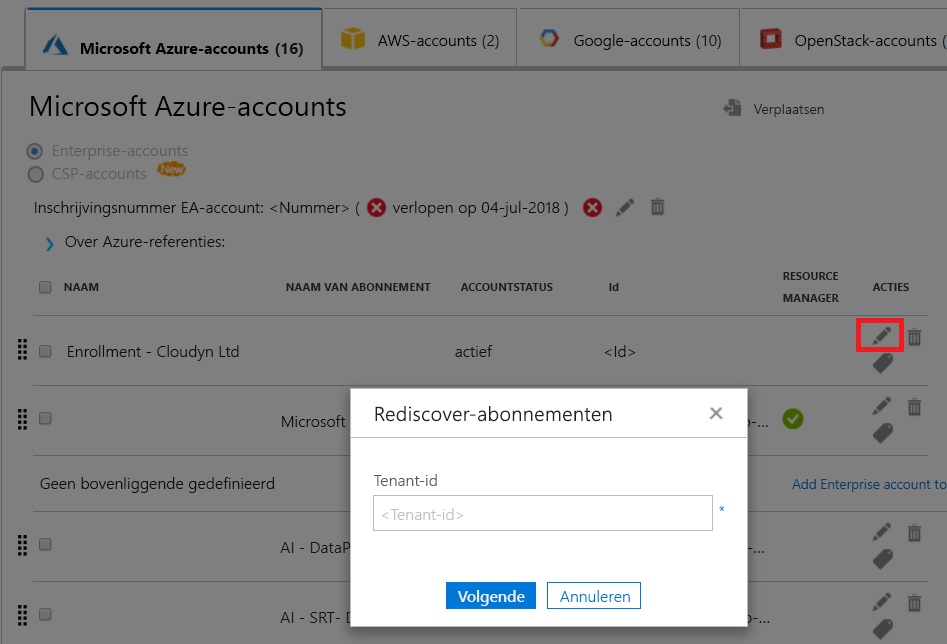 Microsoft Azure-accounts (16)
AWS-accounts (2)
Google-accounts (10)
OpenStack-accounts (
Microsoft Azure-accounts
Verplaatsen
Enterprise-accounts
CSP-accounts New
Inschrijvingsnummer EA-account: <Nummer> ( verlopen op 04-jul-2018 )
Over Azure-referenties:
NAAM
NAAM VAN ABONNEMENT
ACCOUNTSTATUS
Id
RESOURCE
MANAGER
ACTIES
Enrollment - Cloudyn Ltd
actief
<Id>
Rediscover-abonnementen
Microsoft
Tenant-id
Geen bovenliggende gedefinieerd
Add Enterprise account to
<Tenant-id>
*
AI - DataP
Volgende
Annuleren
AI - SRT-